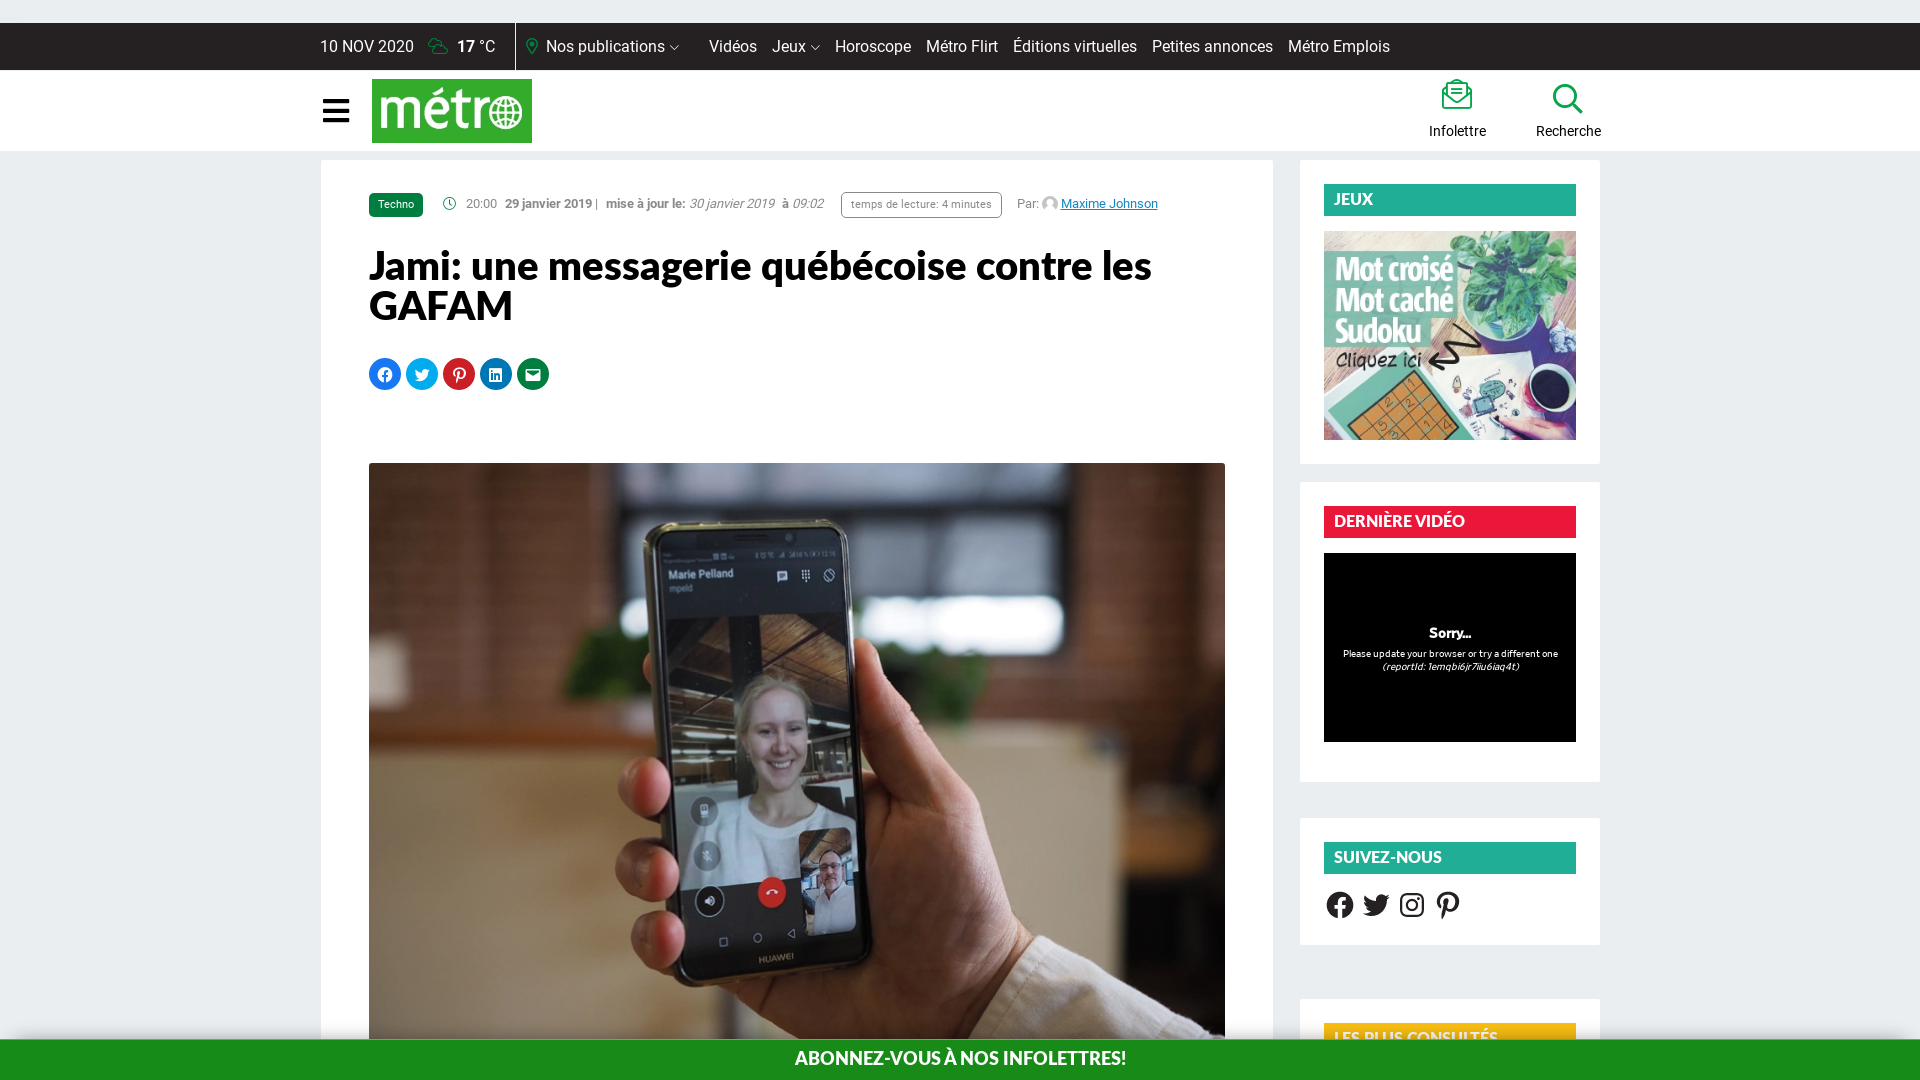 10 NOV 2020 17 °C Nos publications Vidéos Jeux Horoscope Métro Flirt Éditions virtuelles Petites annonces Métro Emplois
métro
Infolettre
Recherche
Techno 20:00 29 janvier 2019 | mise à jour le: 30 janvier 2019 à 09:02 temps de lecture: 4 minutes Par: Maxime Johnson
Jami: une messagerie québécoise contre les
GAFAM
Marie Pelland
mpeld
HUAWEI
JEUX
Mot croisé
Mot caché
Sudoku
Cliquez ici
DERNIÈRE VIDÉO
Sorry...
Please update your browser or try a different one
(reportId: 1emqbi6jr7iiu6iaq4t)
SUIVEZ-NOUS
LES PLUS CONSULTÉS
ABONNEZ-VOUS À NOS INFOLETTRES!